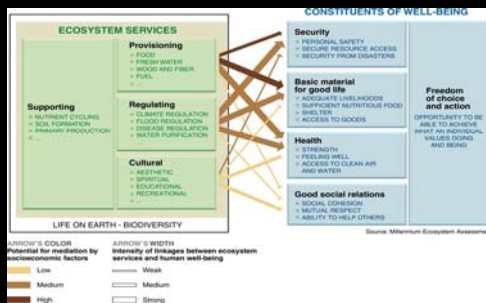 CONSTITUENTS OF WELL-BEING
ECOSYSTEM SERVICES
Supporting
NUTRIENT CYCLING
SOIL FORMATION
PRIMARY PRODUCTION
...
Provisioning
FOOD
FRESH WATER
WOOD AND FIBER
FUEL
...
Regulating
CLIMATE REGULATION
FLOOD REGULATION
DISEASE REGULATION
WATER PURIFICATION
...
Cultural
AESTHETIC
SPIRITUAL
EDUCATIONAL
RECREATIONAL
...
LIFE ON EARTH - BIODIVERSITY
Security
PERSONAL SAFETY
SECURE RESOURCE ACCESS
SECURITY FROM DISASTERS
Basic material
for good life
ADEQUATE LIVELIHOODS
SUFFICIENT NUTRITIOUS FOOD
SHELTER
ACCESS TO GOODS
Health
STRENGTH
FEELING WELL
ACCESS TO CLEAN AIR
AND WATER
Good social relations
SOCIAL COHESION
MUTUAL RESPECT
ABILITY TO HELP OTHERS
Freedom
of choice
and action
OPPORTUNITY TO BE
ABLE TO ACHIEVE
WHAT AN INDIVIDUAL
VALUES DOING
AND BEING
Source: Millennium Ecosystem Assessme
ARROW'S COLOR
Potential for mediation by
socioeconomic factors
Low
Medium
High
ARROW'S WIDTH
Intensity of linkages between ecosystem
services and human well-being
Weak
Medium
Strong